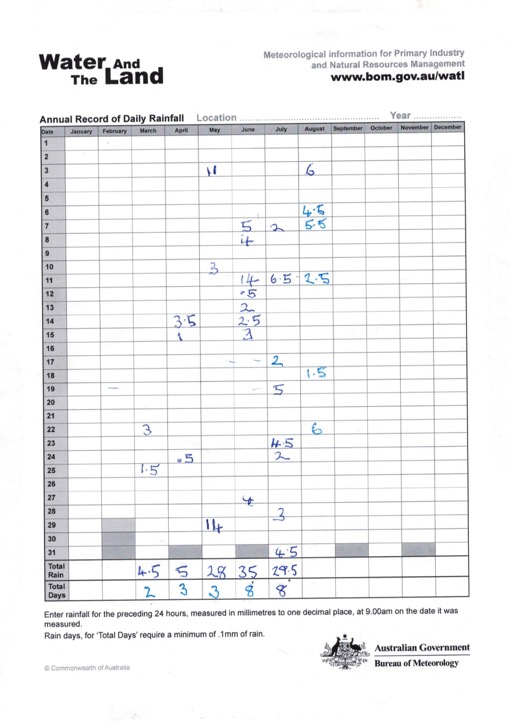 Water And
The Land
Meteorological information for Primary Industry
and Natural Resources Management
www.bom.gov.au/watl
Annual Record of Daily Rainfall Location Year
Date January February March April May June July August September October November December
1
2
3 11 6
4
5
6 4.5
7 5 2 5.5
8 4
9
10 3
11 14 6.5 2.5
12 .5
13 2
14 3.5 2.5
15 1 3
16
17 - - 2
18 1.5
19 - - 5
20
21
22 3 6
23 4.5
24 .5 2
25 1.5
26
27 4
28 3
29 14
30
31 4.5
Total Rain 4.5 5 28 35 29.5
Total Days 2 3 3 8 8
Enter rainfall for the preceding 24 hours, measured in millimetres to one decimal place, at 9.00am on the date it was
measured.
Rain days, for 'Total Days' require a minimum of .1mm of rain.
© Commonwealth of Australia
Australian Government
Bureau of Meteorology